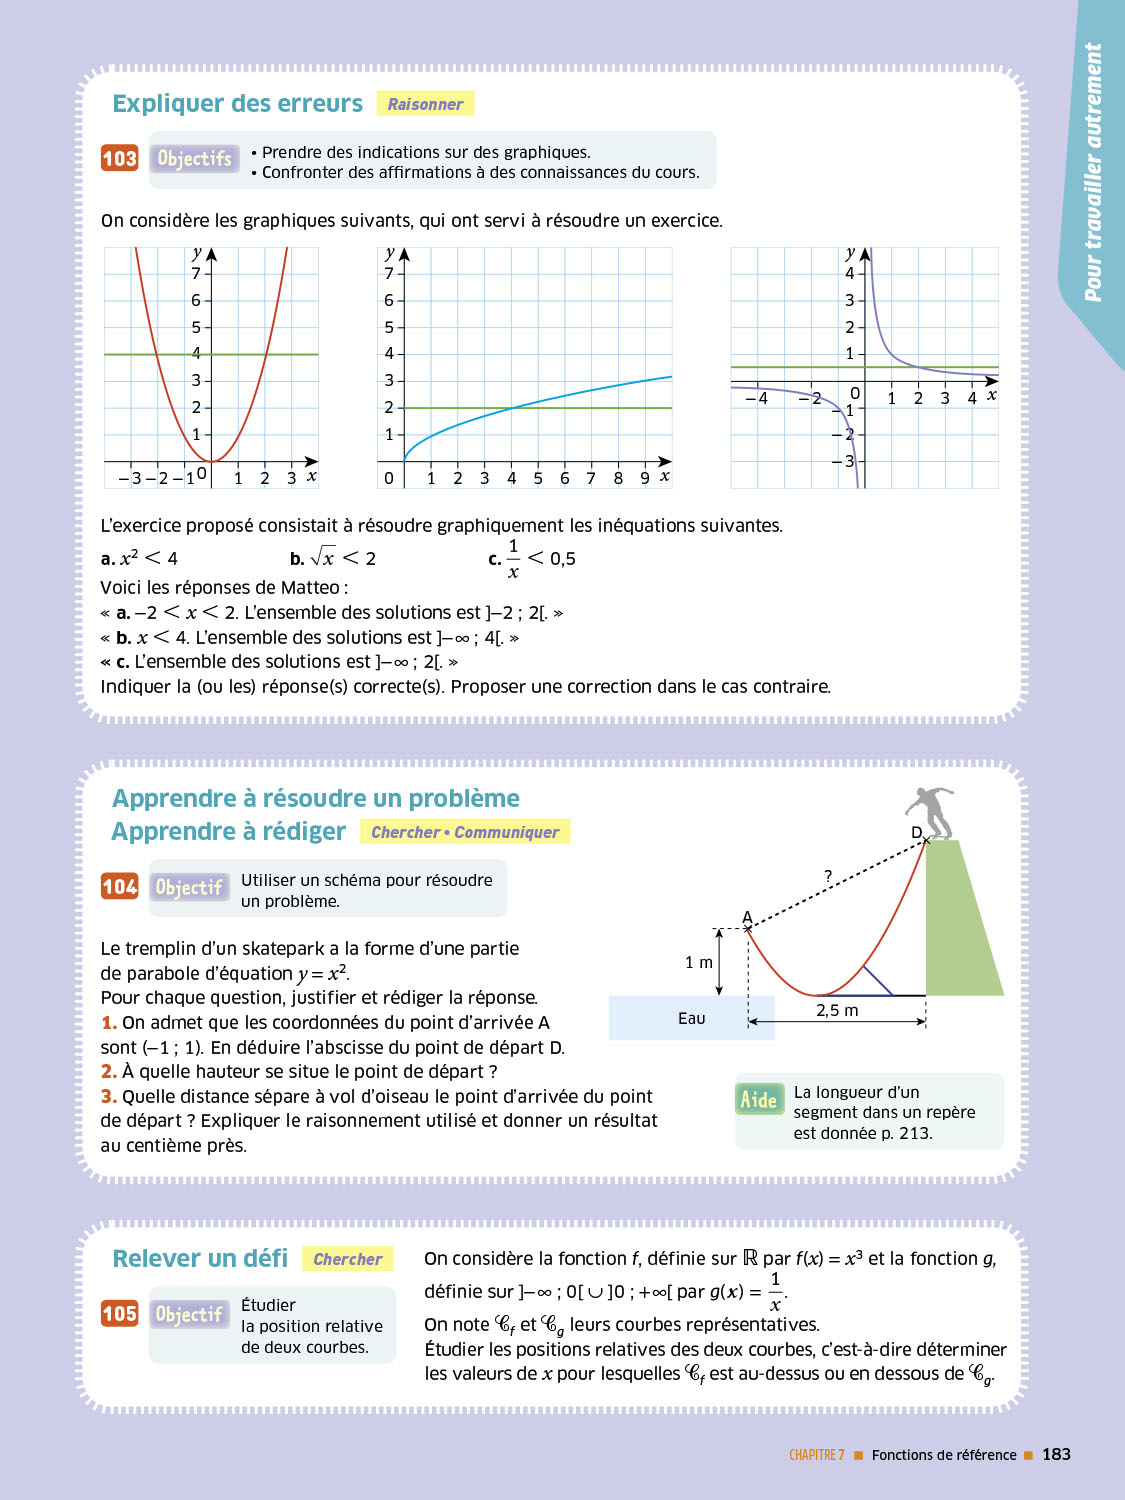 Pour travailler autrement
Expliquer des erreurs Raisonner
103 Objectifs • Prendre des indications sur des graphiques.
• Confronter des affirmations à des connaissances du cours.
On considère les graphiques suivants, qui ont servi à résoudre un exercice.
y
7
6
5
4
3
2
1
−3 −2 −1 0 1 2 3 x
y
7
6
5
4
3
2
1
0 1 2 3 4 5 6 7 8 9 x
y
4
3
2
1
−4 −2 0 1 2 3 4 x
−1
−2
−3
L'exercice proposé consistait à résoudre graphiquement les inéquations suivantes.
a. x² < 4 b. √x < 2 c. 1/x < 0,5
Voici les réponses de Matteo :
« a. −2 < x < 2. L'ensemble des solutions est ]−2 ; 2[. »
« b. x < 4. L'ensemble des solutions est ]−∞ ; 4[. »
« c. L'ensemble des solutions est ]−∞ ; 2[. »
Indiquer la (ou les) réponse(s) correcte(s). Proposer une correction dans le cas contraire.
Apprendre à résoudre un problème
Apprendre à rédiger Chercher • Communiquer
104 Objectif Utiliser un schéma pour résoudre
un problème.
Le tremplin d'un skatepark a la forme d'une partie
de parabole d'équation y = x².
Pour chaque question, justifier et rédiger la réponse.
1. On admet que les coordonnées du point d'arrivée A
sont (−1 ; 1). En déduire l'abscisse du point de départ D.
2. À quelle hauteur se situe le point de départ ?
3. Quelle distance sépare à vol d'oiseau le point d'arrivée du point
de départ ? Expliquer le raisonnement utilisé et donner un résultat
au centième près.
D
?
A
1 m
2,5 m
Eau
Aide La longueur d'un
segment dans un repère
est donnée p. 213.
Relever un défi Chercher
105 Objectif Étudier
la position relative
de deux courbes.
On considère la fonction f, définie sur ℝ par f(x) = x³ et la fonction g,
définie sur ]−∞ ; 0[ ∪ ]0 ; +∞[ par g(x) = 1/x.
On note 𝒞f et 𝒞g leurs courbes représentatives.
Étudier les positions relatives des deux courbes, c'est-à-dire déterminer
les valeurs de x pour lesquelles 𝒞f est au-dessus ou en dessous de 𝒞g.
CHAPITRE 7 ■ Fonctions de référence ■ 183